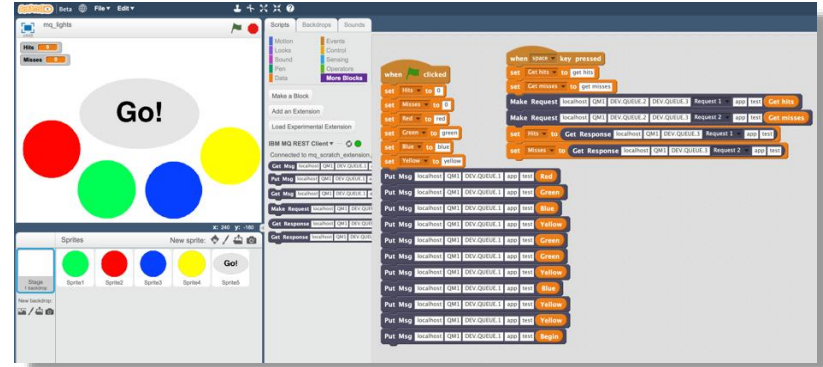 Beta File▾ Edit▾
mq_lights
Hits 0
Misses 0
Go!
x: 240 y: -180
Sprites New sprite:
Stage
1 backdrop
New backdrop:
Sprite1 Sprite2 Sprite3 Sprite4 Go! Sprite5
Scripts Backdrops Sounds
Motion Events
Looks Control
Sound Sensing
Pen Operators
Data More Blocks
Make a Block
Add an Extension
Load Experimental Extension
IBM MQ REST Client
Connected to mq_scratch_extension.
Get Msg localhost QM1 DEV.QUEUE.1
Put Msg localhost QM1 DEV.QUEUE.1
Get Msg localhost QM1 DEV.QUEUE.1
Make Request localhost QM1
Get Response localhost QM1 DEV.QUE
Get Response localhost QM1 DEV.QUE
when clicked
set Hits to 0
set Misses to 0
set Red to red
set Green to green
set Blue to blue
set Yellow to yellow
Put Msg localhost QM1 DEV.QUEUE.1 app test Red
Put Msg localhost QM1 DEV.QUEUE.1 app test Green
Put Msg localhost QM1 DEV.QUEUE.1 app test Blue
Put Msg localhost QM1 DEV.QUEUE.1 app test Yellow
Put Msg localhost QM1 DEV.QUEUE.1 app test Green
Put Msg localhost QM1 DEV.QUEUE.1 app test Green
Put Msg localhost QM1 DEV.QUEUE.1 app test Yellow
Put Msg localhost QM1 DEV.QUEUE.1 app test Blue
Put Msg localhost QM1 DEV.QUEUE.1 app test Yellow
Put Msg localhost QM1 DEV.QUEUE.1 app test Yellow
Put Msg localhost QM1 DEV.QUEUE.1 app test Begin
when space key pressed
set Get hits to get hits
set Get misses to get misses
Make Request localhost QM1 DEV.QUEUE.2 DEV.QUEUE.3 Request 1 app test Get hits
Make Request localhost QM1 DEV.QUEUE.2 DEV.QUEUE.3 Request 2 app test Get misses
set Hits to Get Response localhost QM1 DEV.QUEUE.3 Request 1 app test
set Misses to Get Response localhost QM1 DEV.QUEUE.3 Request 2 app test